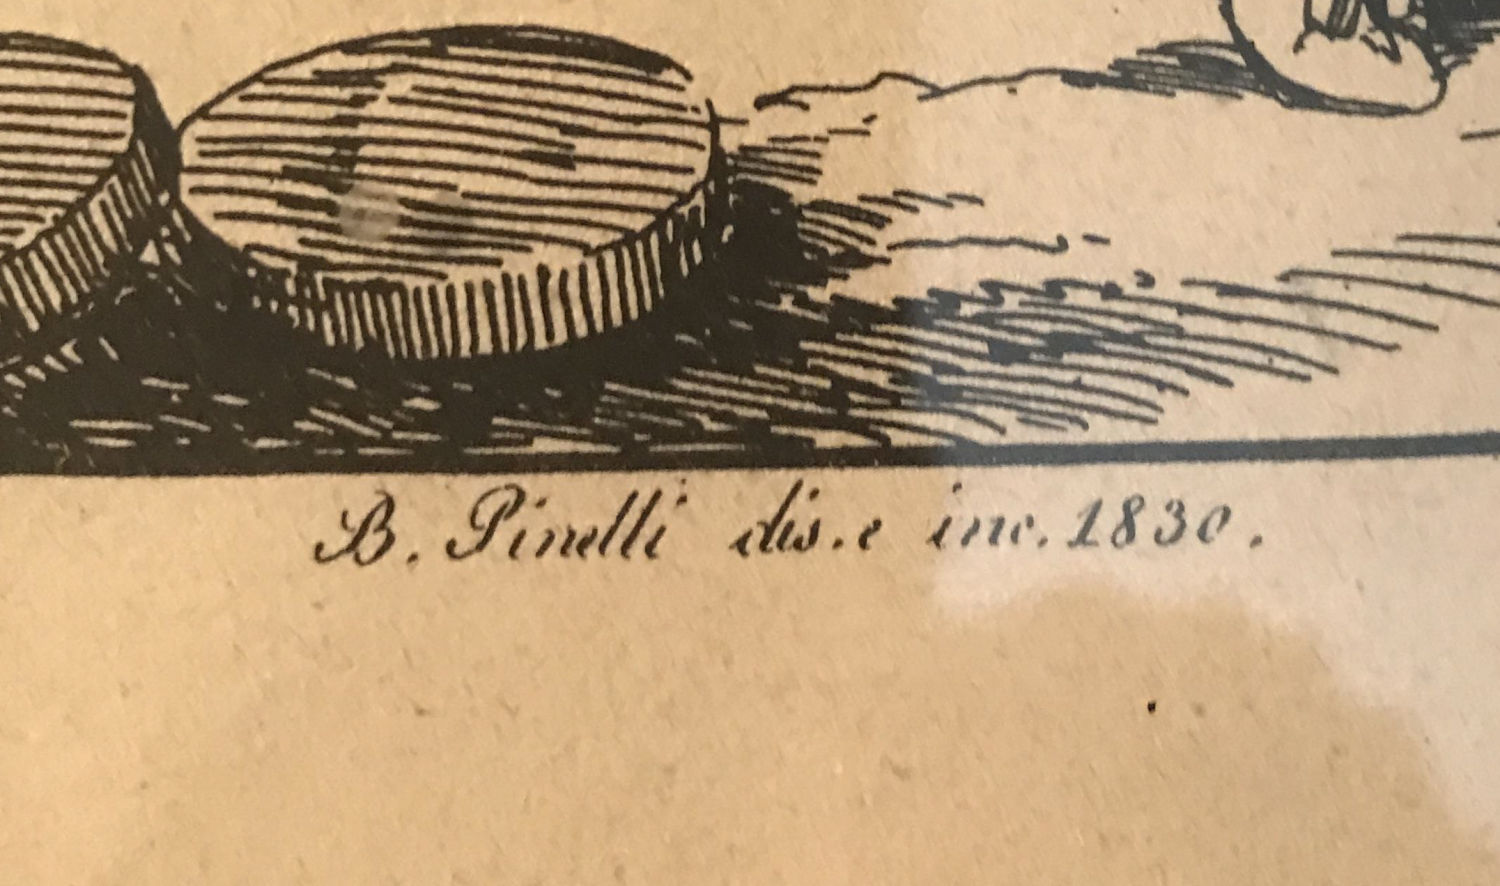 B. Pinelli dis. e inc. 1830.